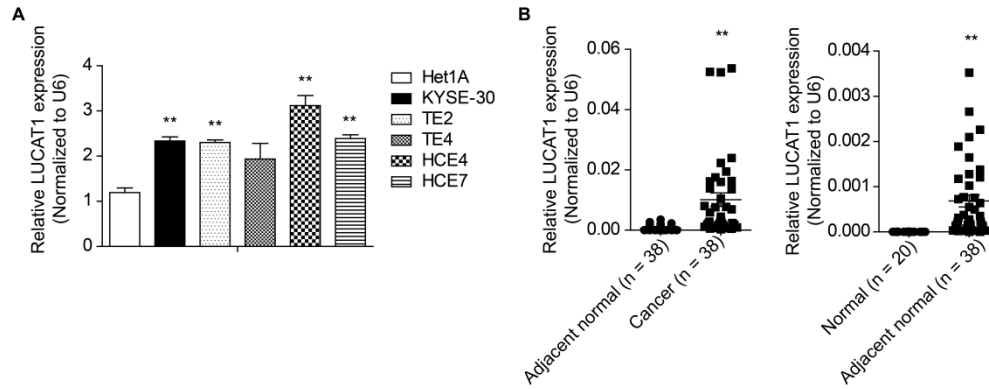 A
Relative LUCAT1 expression
(Normalized to U6)
4
3
2
1
0
**
**
**
**
Het1A
KYSE-30
TE2
TE4
HCE4
HCE7
B
Relative LUCAT1 expression
(Normalized to U6)
0.06
0.04
0.02
0.00
**
Adjacent normal (n = 38)
Cancer (n = 38)
Relative LUCAT1 expression
(Normalized to U6)
0.004
0.003
0.002
0.001
0.000
**
Normal (n = 20)
Adjacent normal (n = 38)